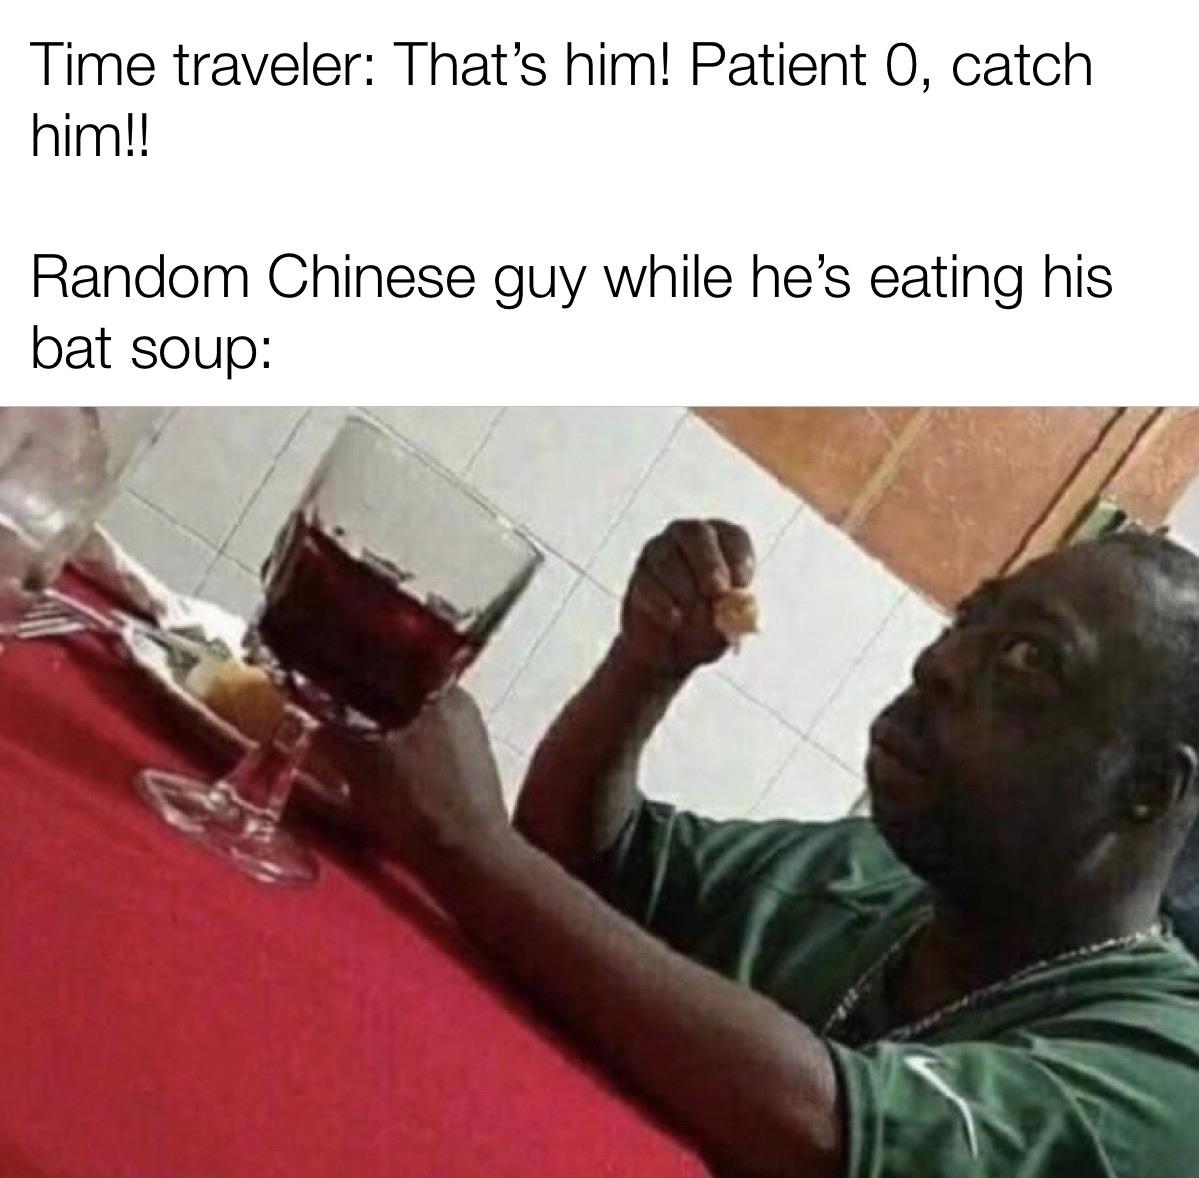 Time traveler: That’s him! Patient 0, catch
him!!
Random Chinese guy while he’s eating his
bat soup: